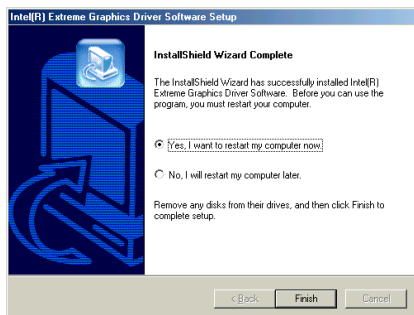 Intel(R) Extreme Graphics Driver Software Setup
InstallShield Wizard Complete
The InstallShield Wizard has successfully installed Intel(R)
Extreme Graphics Driver Software. Before you can use the
program, you must restart your computer.
Yes, I want to restart my computer now.
No, I will restart my computer later.
Remove any disks from their drives, and then click Finish to
complete setup.
< Back Finish Cancel